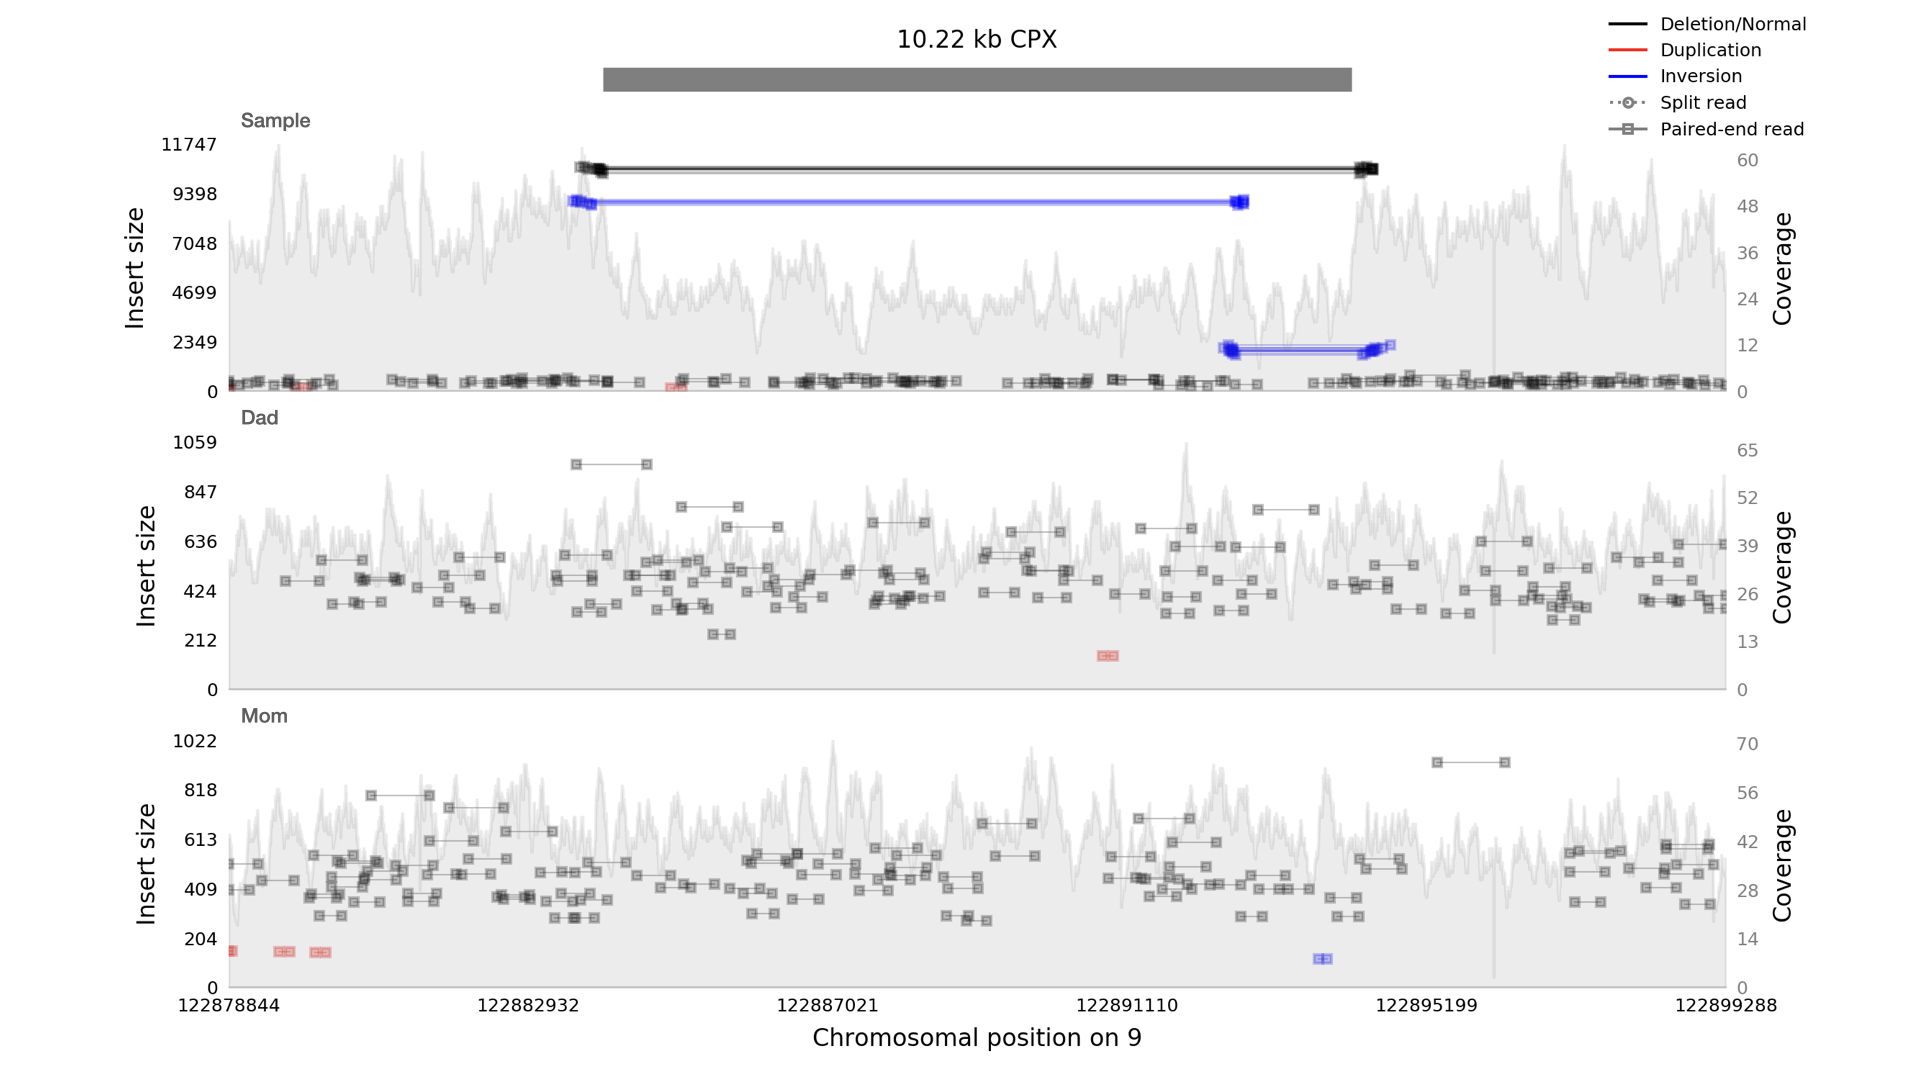 10.22 kb CPX
Deletion/Normal
Duplication
Inversion
Split read
Paired-end read
Sample
11747
9398
7048
4699
2349
0
Insert size
60
48
36
24
12
0
Coverage
Dad
1059
847
636
424
212
0
Insert size
65
52
39
26
13
0
Coverage
Mom
1022
818
613
409
204
0
Insert size
70
56
42
28
14
0
Coverage
122878844 122882932 122887021 122891110 122895199 122899288
Chromosomal position on 9